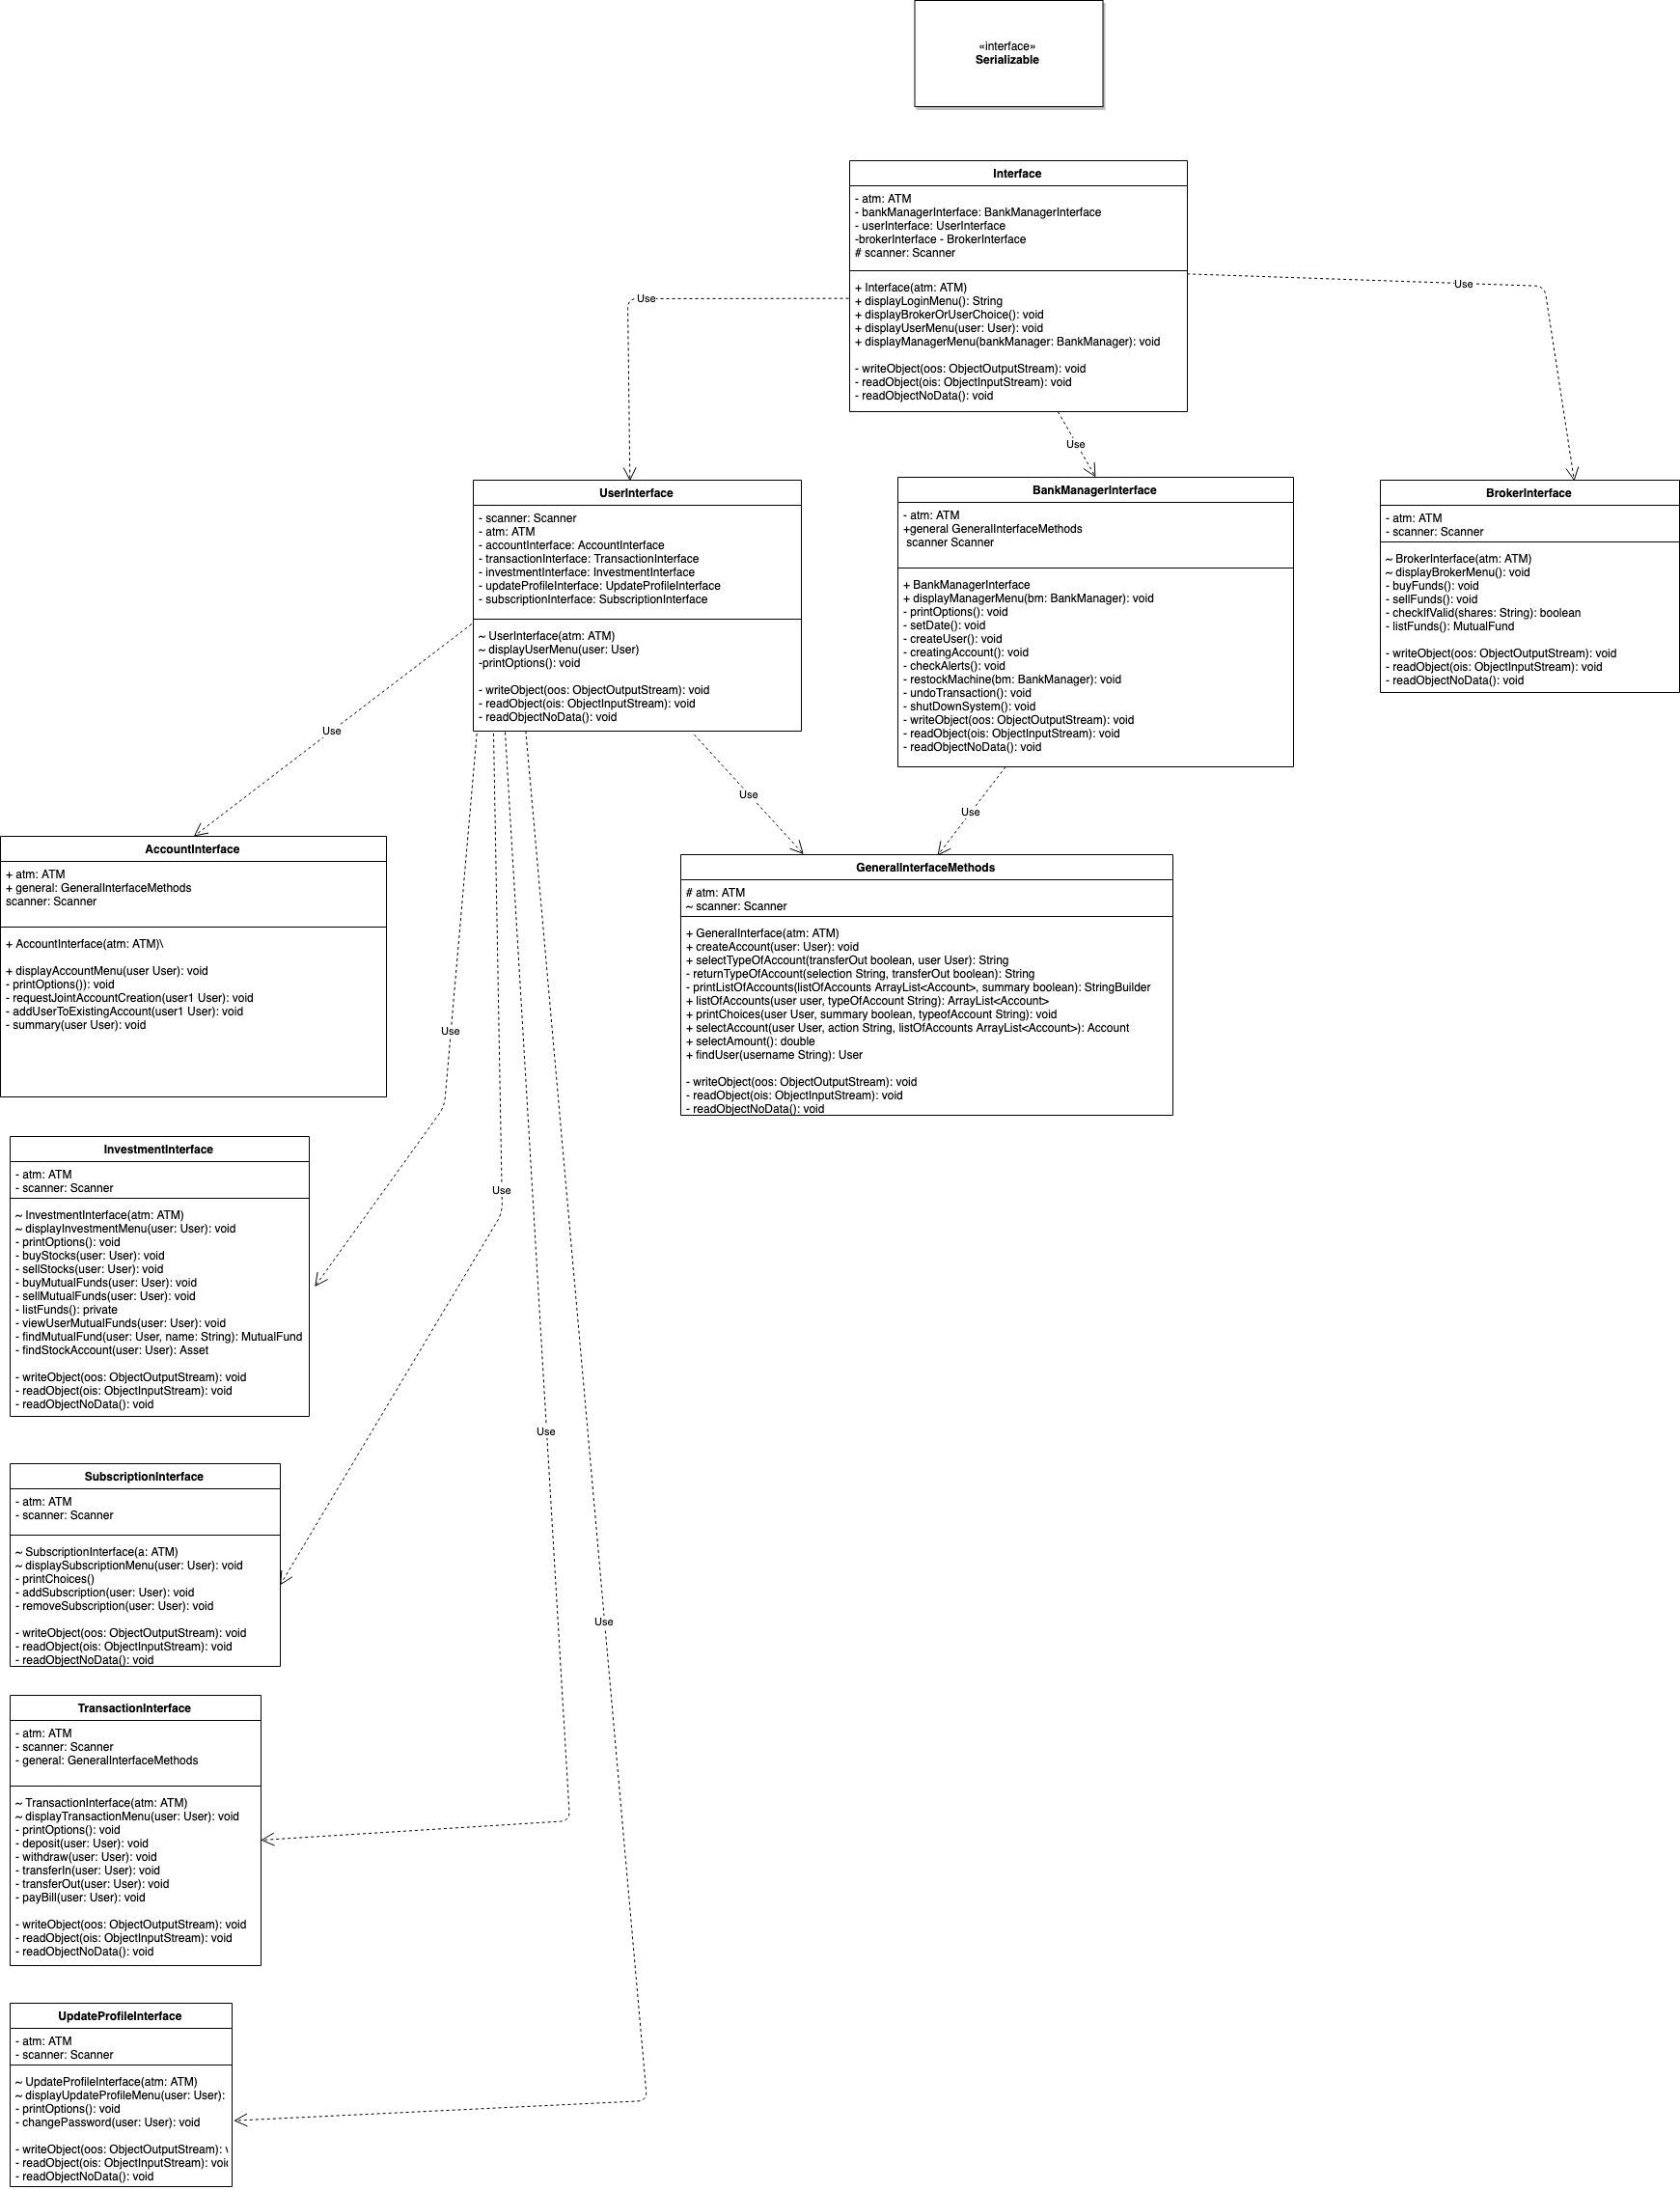 «interface»
Serializable
Interface
- atm: ATM
- bankManagerInterface: BankManagerInterface
- userInterface: UserInterface
-brokerInterface - BrokerInterface
# scanner: Scanner
+ Interface(atm: ATM)
+ displayLoginMenu(): String
+ displayBrokerOrUserChoice(): void
+ displayUserMenu(user: User): void
+ displayManagerMenu(bankManager: BankManager): void
- writeObject(oos: ObjectOutputStream): void
- readObject(ois: ObjectInputStream): void
- readObjectNoData(): void
Use
Use
Use
UserInterface
- scanner: Scanner
- atm: ATM
- accountInterface: AccountInterface
- transactionInterface: TransactionInterface
- investmentInterface: InvestmentInterface
- updateProfileInterface: UpdateProfileInterface
- subscriptionInterface: SubscriptionInterface
~ UserInterface(atm: ATM)
~ displayUserMenu(user: User)
-printOptions(): void
- writeObject(oos: ObjectOutputStream): void
- readObject(ois: ObjectInputStream): void
- readObjectNoData(): void
BankManagerInterface
- atm: ATM
+general GeneralInterfaceMethods
scanner Scanner
+ BankManagerInterface
+ displayManagerMenu(bm: BankManager): void
- printOptions(): void
- setDate(): void
- createUser(): void
- creatingAccount(): void
- checkAlerts(): void
- restockMachine(bm: BankManager): void
- undoTransaction(): void
- shutDownSystem(): void
- writeObject(oos: ObjectOutputStream): void
- readObject(ois: ObjectInputStream): void
- readObjectNoData(): void
BrokerInterface
- atm: ATM
- scanner: Scanner
~ BrokerInterface(atm: ATM)
~ displayBrokerMenu(): void
- buyFunds(): void
- sellFunds(): void
- checkIfValid(shares: String): boolean
- listFunds(): MutualFund
- writeObject(oos: ObjectOutputStream): void
- readObject(ois: ObjectInputStream): void
- readObjectNoData(): void
Use
Use
Use
AccountInterface
+ atm: ATM
+ general: GeneralInterfaceMethods
scanner: Scanner
+ AccountInterface(atm: ATM)\
+ displayAccountMenu(user User): void
- printOptions()): void
- requestJointAccountCreation(user1 User): void
- addUserToExistingAccount(user1 User): void
- summary(user User): void
GeneralInterfaceMethods
# atm: ATM
~ scanner: Scanner
+ GeneralInterface(atm: ATM)
+ createAccount(user: User): void
+ selectTypeOfAccount(transferOut boolean, user User): String
- returnTypeOfAccount(selection String, transferOut boolean): String
- printListOfAccounts(listOfAccounts ArrayList<Account>, summary boolean): StringBuilder
+ listOfAccounts(user user, typeOfAccount String): ArrayList<Account>
+ printChoices(user User, summary boolean, typeofAccount String): void
+ selectAccount(user User, action String, listOfAccounts ArrayList<Account>): Account
+ selectAmount(): double
+ findUser(username String): User
- writeObject(oos: ObjectOutputStream): void
- readObject(ois: ObjectInputStream): void
- readObjectNoData(): void
Use
InvestmentInterface
- atm: ATM
- scanner: Scanner
~ InvestmentInterface(atm: ATM)
~ displayInvestmentMenu(user: User): void
- printOptions(): void
- buyStocks(user: User): void
- sellStocks(user: User): void
- buyMutualFunds(user: User): void
- sellMutualFunds(user: User): void
- listFunds(): private
- viewUserMutualFunds(user: User): void
- findMutualFund(user: User, name: String): MutualFund
- findStockAccount(user: User): Asset
- writeObject(oos: ObjectOutputStream): void
- readObject(ois: ObjectInputStream): void
- readObjectNoData(): void
Use
Use
SubscriptionInterface
- atm: ATM
- scanner: Scanner
~ SubscriptionInterface(a: ATM)
~ displaySubscriptionMenu(user: User): void
- printChoices()
- addSubscription(user: User): void
- removeSubscription(user: User): void
- writeObject(oos: ObjectOutputStream): void
- readObject(ois: ObjectInputStream): void
- readObjectNoData(): void
Use
TransactionInterface
- atm: ATM
- scanner: Scanner
- general: GeneralInterfaceMethods
~ TransactionInterface(atm: ATM)
~ displayTransactionMenu(user: User): void
- printOptions(): void
- deposit(user: User): void
- withdraw(user: User): void
- transferIn(user: User): void
- transferOut(user: User): void
- payBill(user: User): void
- writeObject(oos: ObjectOutputStream): void
- readObject(ois: ObjectInputStream): void
- readObjectNoData(): void
UpdateProfileInterface
- atm: ATM
- scanner: Scanner
~ UpdateProfileInterface(atm: ATM)
~ displayUpdateProfileMenu(user: User):
- printOptions(): void
- changePassword(user: User): void
- writeObject(oos: ObjectOutputStream):
- readObject(ois: ObjectInputStream): void
- readObjectNoData(): void